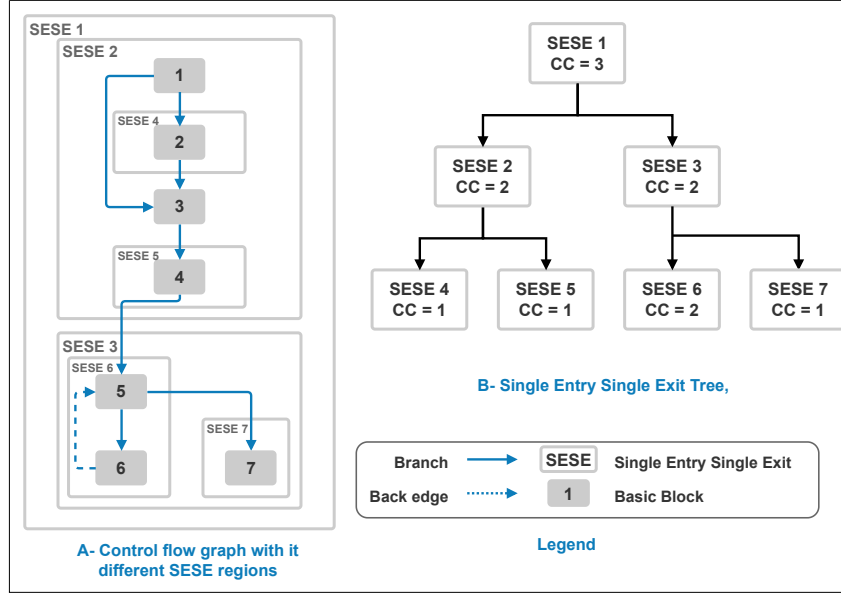 SESE 1
SESE 2
1
SESE 4
2
3
SESE 5
4
SESE 3
SESE 6
5
SESE 7
6
7
A- Control flow graph with it
different SESE regions
SESE 1
CC = 3
SESE 2
CC = 2
SESE 3
CC = 2
SESE 4
CC = 1
SESE 5
CC = 1
SESE 6
CC = 2
SESE 7
CC = 1
B- Single Entry Single Exit Tree,
Branch
SESE
Single Entry Single Exit
Back edge
1
Basic Block
Legend